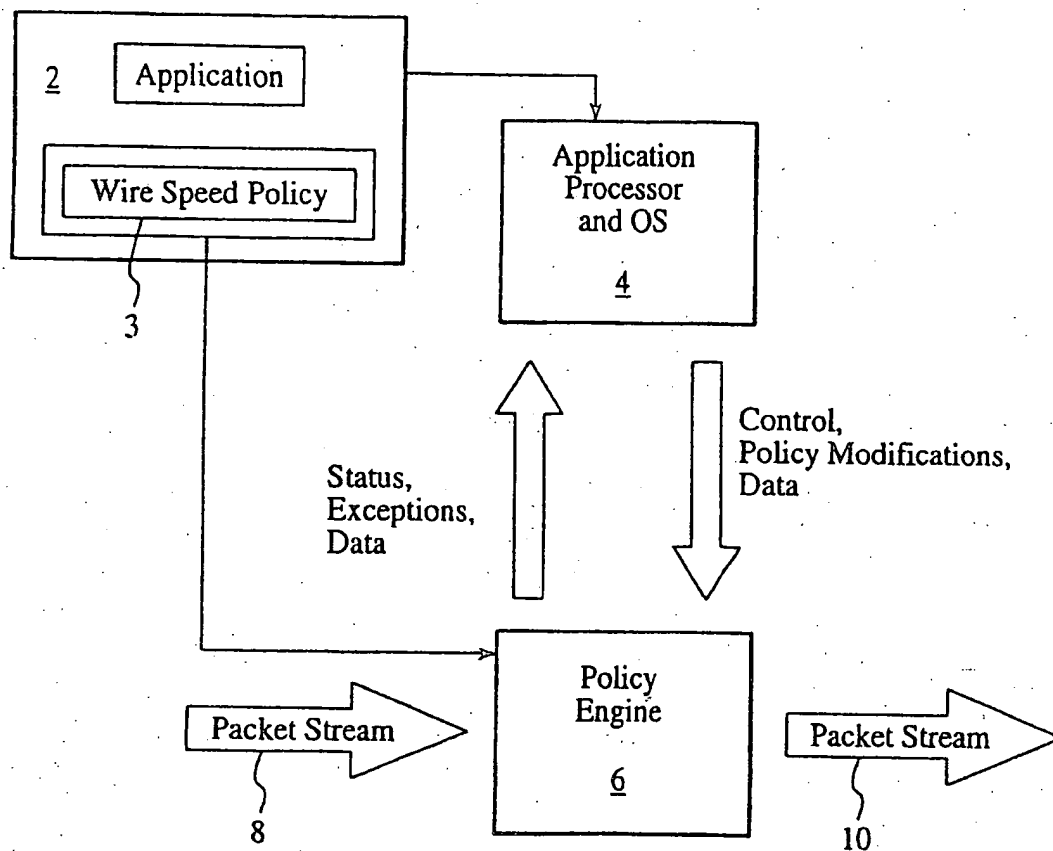 2
Application
Wire Speed Policy
3
Application
Processor
and OS
4
Status,
Exceptions,
Data
Control,
Policy Modifications,
Data
Packet Stream
8
Policy
Engine
6
Packet Stream
10